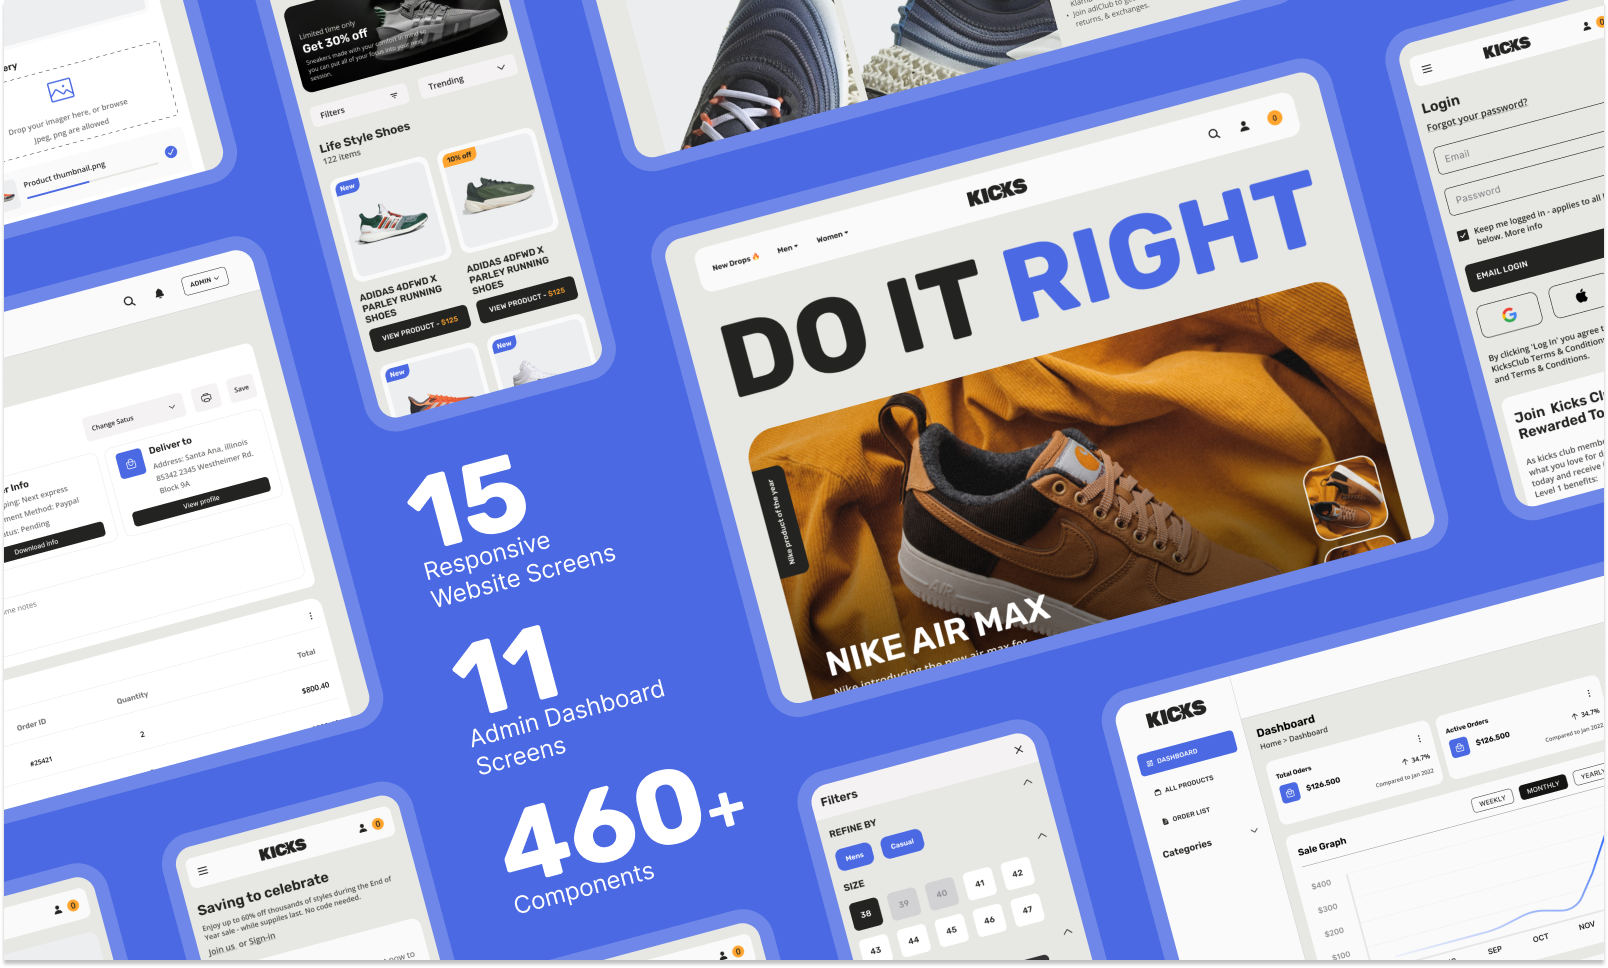 Drop your imager here, or browse
Jpeg, png are allowed
Product thumbnail.png
ADMIN
Change Satus
Save
Deliver to
Address: Santa Ana, illinois
85342 2345 Westheimer Rd.
Block 9A
View profile
Info
Next express
Method: Paypal
Pending
Download info
notes
Total
Order ID
Quantity
$800.40
#25421
2
Limited time only
Get 30% off
Sneakers made with your comfort in mind so
you can put all of your focus into your next
session.
Filters
Trending
Life Style Shoes
122 items
New
10% off
ADIDAS 4DFWD X
PARLEY RUNNING
SHOES
VIEW PRODUCT - $125
ADIDAS 4DFWD X
PARLEY RUNNING
SHOES
VIEW PRODUCT - $125
New
New
15
Responsive
Website Screens
11
Admin Dashboard
Screens
460+
Components
Join adiClub to
returns, & exchanges.
New Drops
Men
Women
KICKS
0
DO IT RIGHT
Nike product of the year
AIR
NIKE AIR MAX
Nike introducing the new air max for
KICKS
Login
Forgot your password?
Email
Password
Keep me logged in - applies to all
below. More info
EMAIL LOGIN
By clicking 'Log In' you agree
KicksClub Terms &
and Terms & Conditions.
Join Kicks
Rewarded
As kicks club
what you love for
today and receive
Level 1 benefits:
0
KICKS
0
Saving to celebrate
Enjoy up to 60% off thousands of styles during the End of
Year sale - while supplies last. No code needed.
Join us or Sign-in
now to
0
Filters
REFINE BY
Mens
Casual
SIZE
38
39
40
41
42
43
44
45
46
47
KICKS
DASHBOARD
ALL PRODUCTS
ORDER LIST
Categories
Dashboard
Home > Dashboard
Total Oders
$126.500
34.7%
Compared to Jan 2022
Active Orders
$126.500
34.7%
Compared to Jan 2022
WEEKLY
MONTHLY
YEARLY
Sale Graph
$400
$300
$200
$100
SEP
OCT
NOV